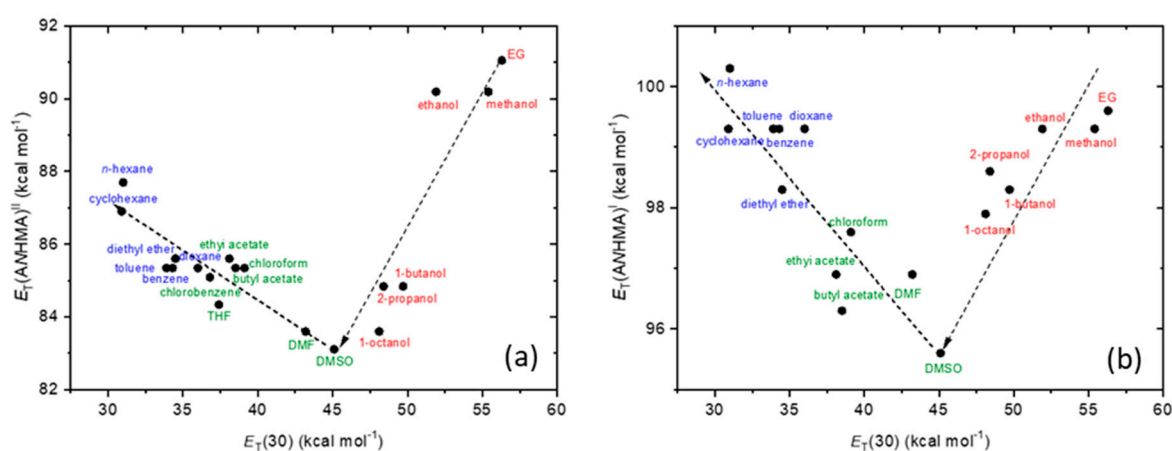 92
90
88
86
84
82
E_T(ANHMA)^II (kcal mol⁻¹)
EG
ethanol
methanol
n-hexane
cyclohexane
diethyl ether
ethyl acetate
dioxane
toluene
chloroform
benzene
butyl acetate
chlorobenzene
THF
1-butanol
2-propanol
DMF
1-octanol
DMSO
(a)
30 35 40 45 50 55 60
E_T(30) (kcal mol⁻¹)
100
98
96
E_T(ANHMA)^I (kcal mol⁻¹)
n-hexane
toluene
dioxane
cyclohexane
benzene
diethyl ether
EG
ethanol
methanol
2-propanol
1-butanol
1-octanol
chloroform
ethyl acetate
butyl acetate
DMF
DMSO
(b)
30 35 40 45 50 55 60
E_T(30) (kcal mol⁻¹)